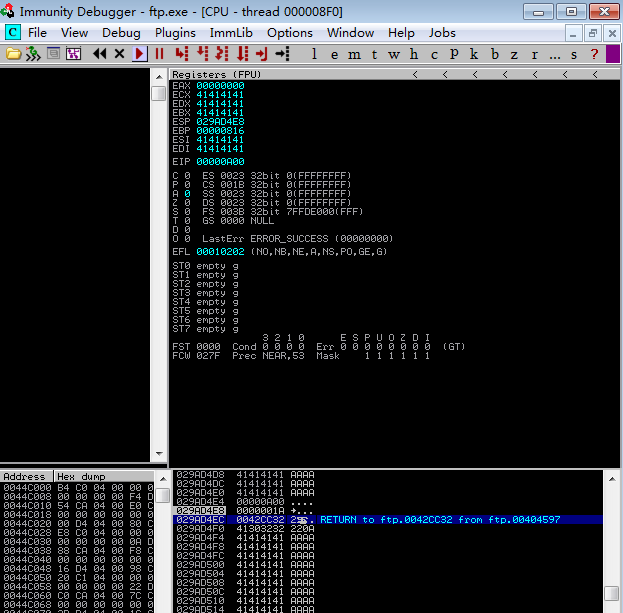 Immunity Debugger - ftp.exe - [CPU - thread 000008F0]
C File View Debug Plugins ImmLib Options Window Help Jobs
l e m t w h c p k b z r ... s ?
Registers (FPU) < < < < < < <
EAX 00000000
ECX 41414141
EDX 41414141
EBX 41414141
ESP 029AD4E8
EBP 00000816
ESI 41414141
EDI 41414141
EIP 00000A00
C 0 ES 0023 32bit 0(FFFFFFFF)
P 0 CS 001B 32bit 0(FFFFFFFF)
A 0 SS 0023 32bit 0(FFFFFFFF)
Z 0 DS 0023 32bit 0(FFFFFFFF)
S 0 FS 003B 32bit 7FFDE000(FFF)
T 0 GS 0000 NULL
D 0
O 0 LastErr ERROR_SUCCESS (00000000)
EFL 00010202 (NO,NB,NE,A,NS,PO,GE,G)
ST0 empty g
ST1 empty g
ST2 empty g
ST3 empty g
ST4 empty g
ST5 empty g
ST6 empty g
ST7 empty g
3 2 1 0 E S P U O Z D I
FST 0000 Cond 0 0 0 0 Err 0 0 0 0 0 0 0 0 (GT)
FCW 027F Prec NEAR,53 Mask 1 1 1 1 1 1
Address Hex dump
0044C000 B4 C0 04 00 00 0
0044C008 00 00 00 00 F4 D
0044C010 54 CA 04 00 E0 C
0044C018 00 00 00 00 00 0
0044C020 00 D4 04 00 80 C
0044C028 E8 C0 04 00 00 0
0044C030 00 00 00 00 0A D
0044C038 88 CA 04 00 F8 C
0044C040 00 00 00 00 00 0
0044C048 16 D4 04 00 98 C
0044C050 20 C1 04 00 00 0
0044C058 00 00 00 00 22 D
0044C060 C0 CA 04 00 7C C
0044C068 00 00 00 00 00 0
029AD4D8 41414141 AAAA
029AD4DC 41414141 AAAA
029AD4E0 41414141 AAAA
029AD4E4 00000A00 ....
029AD4E8 0000001A →...
029AD4EC 0042CC32 RETURN to ftp.0042CC32 from ftp.00404597
029AD4F0 41303232 220A
029AD4F4 41414141 AAAA
029AD4F8 41414141 AAAA
029AD4FC 41414141 AAAA
029AD500 41414141 AAAA
029AD504 41414141 AAAA
029AD508 41414141 AAAA
029AD50C 41414141 AAAA
029AD510 41414141 AAAA
029AD514 41414141 AAAA